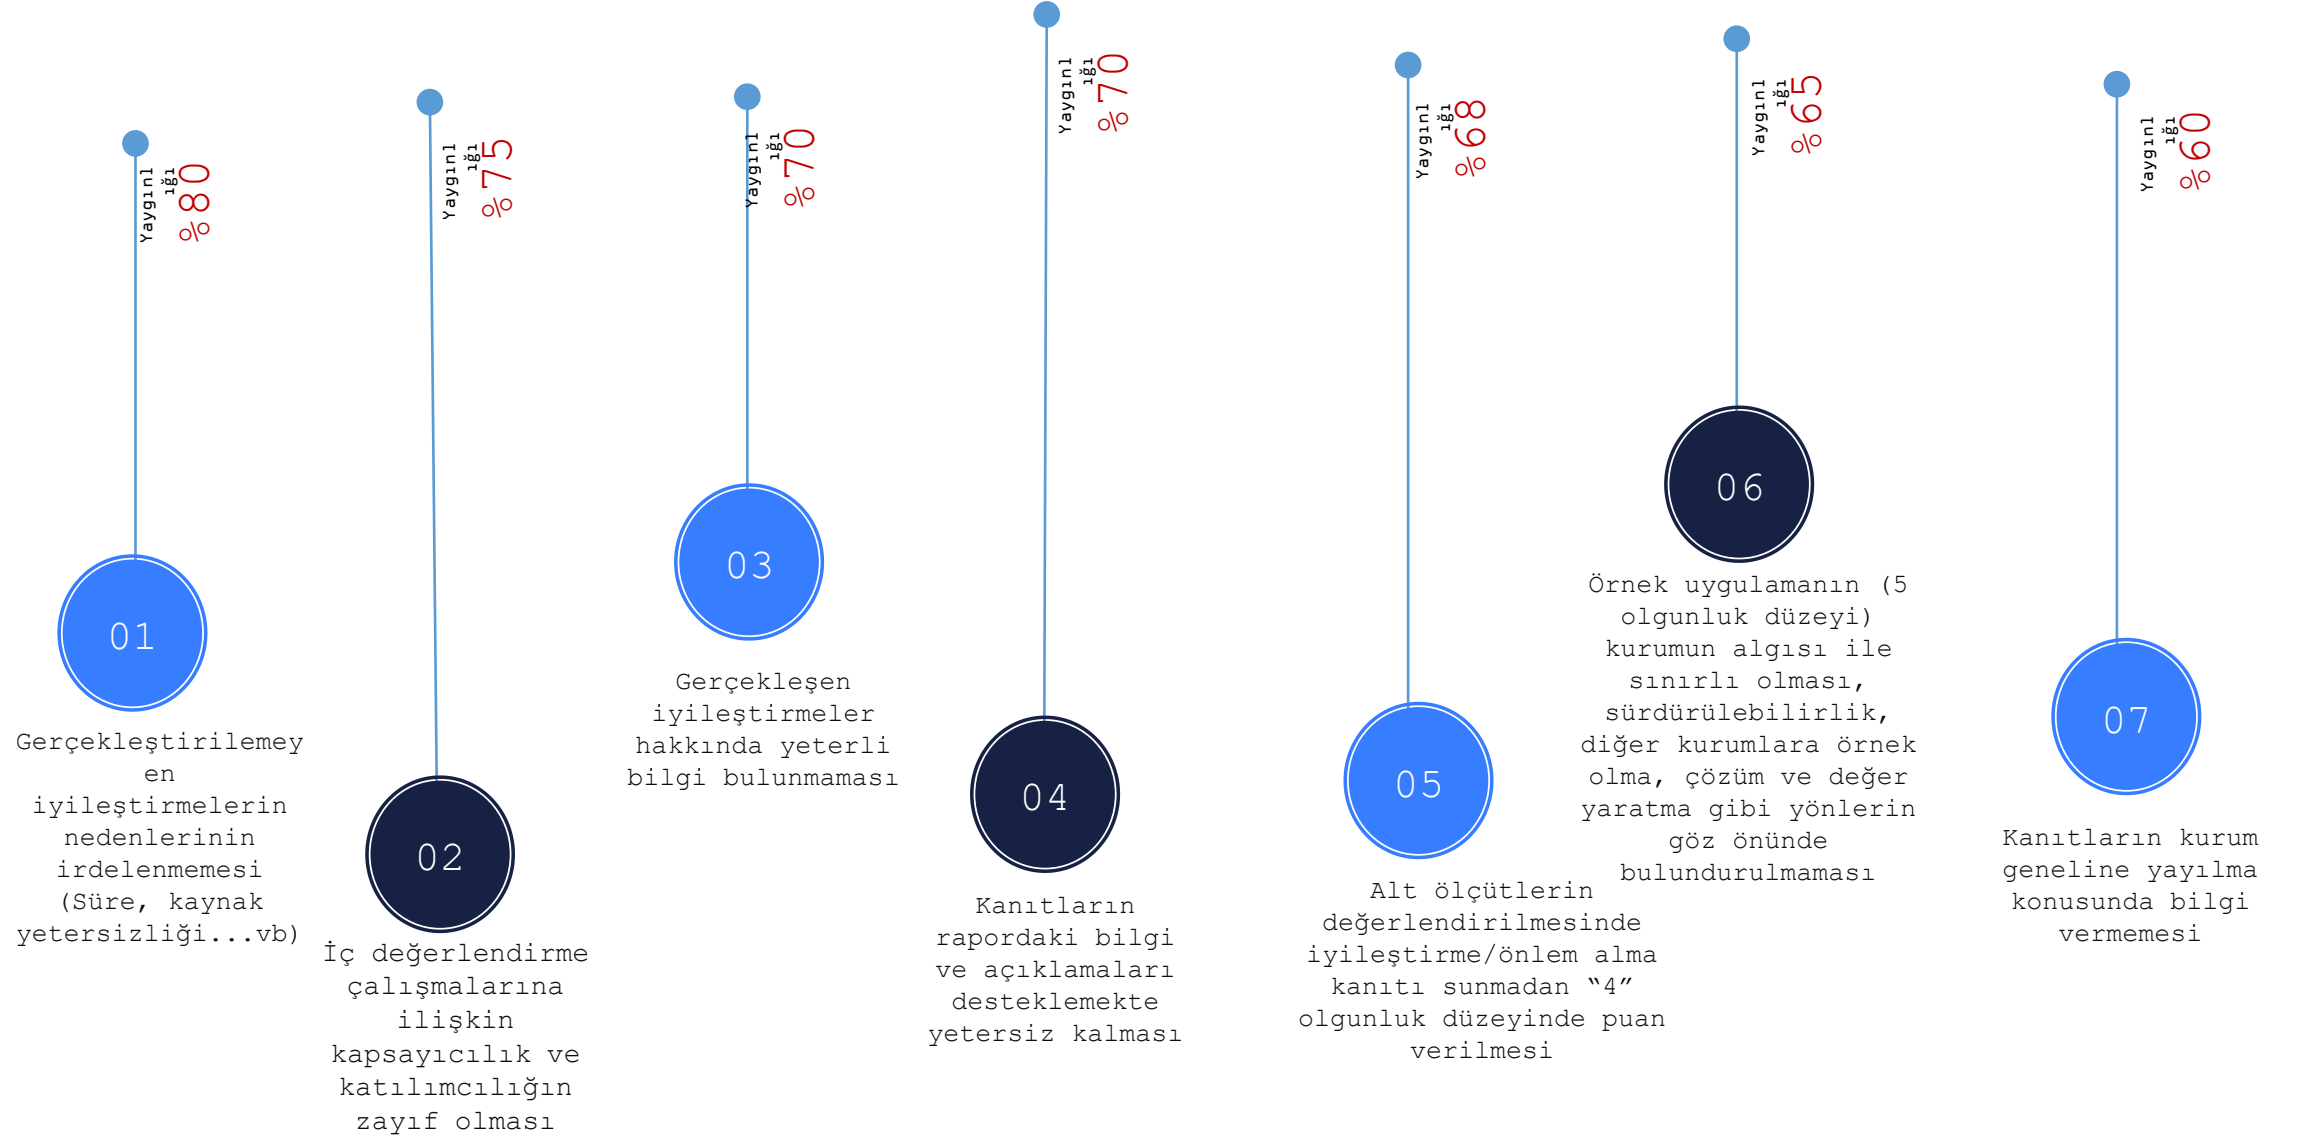 Yaygınl
ığı
%80
01
Gerçekleştirilemey
en
iyileştirmelerin
nedenlerinin
irdelenmemesi
(Süre, kaynak
yetersizliği...vb)
Yaygınl
ığı
%75
02
İç değerlendirme
çalışmalarına
ilişkin
kapsayıcılık ve
katılımcılığın
zayıf olması
Yaygınl
ığı
%70
03
Gerçekleşen
iyileştirmeler
hakkında yeterli
bilgi bulunmaması
Yaygınl
ığı
%70
04
Kanıtların
rapordaki bilgi
ve açıklamaları
desteklemekte
yetersiz kalması
Yaygınl
ığı
%68
05
Alt ölçütlerin
değerlendirilmesinde
iyileştirme/önlem alma
kanıtı sunmadan “4”
olgunluk düzeyinde puan
verilmesi
Yaygınl
ığı
%65
06
Örnek uygulamanın (5
olgunluk düzeyi)
kurumun algısı ile
sınırlı olması,
sürdürülebilirlik,
diğer kurumlara örnek
olma, çözüm ve değer
yaratma gibi yönlerin
göz önünde
bulundurulmaması
Yaygınl
ığı
%60
07
Kanıtların kurum
geneline yayılma
konusunda bilgi
vermemesi